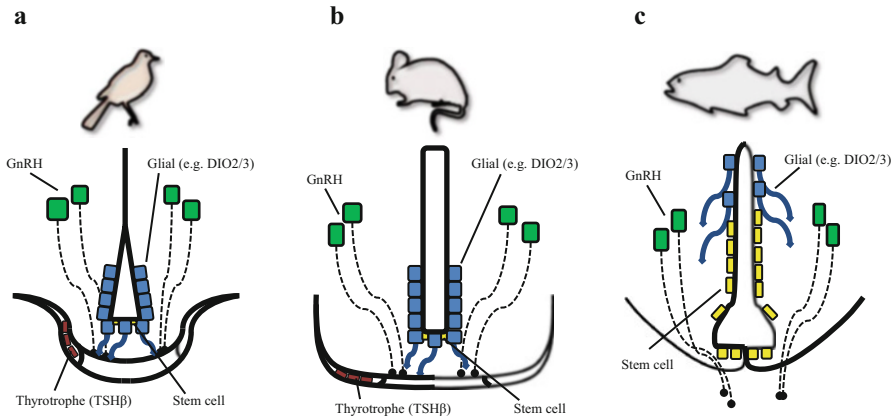 a
GnRH
Glial (e.g. DIO2/3)
Thyrotrophe (TSHβ)
Stem cell
b
GnRH
Glial (e.g. DIO2/3)
Thyrotrophe (TSHβ)
Stem cell
c
GnRH
Glial (e.g. DIO2/3)
Stem cell